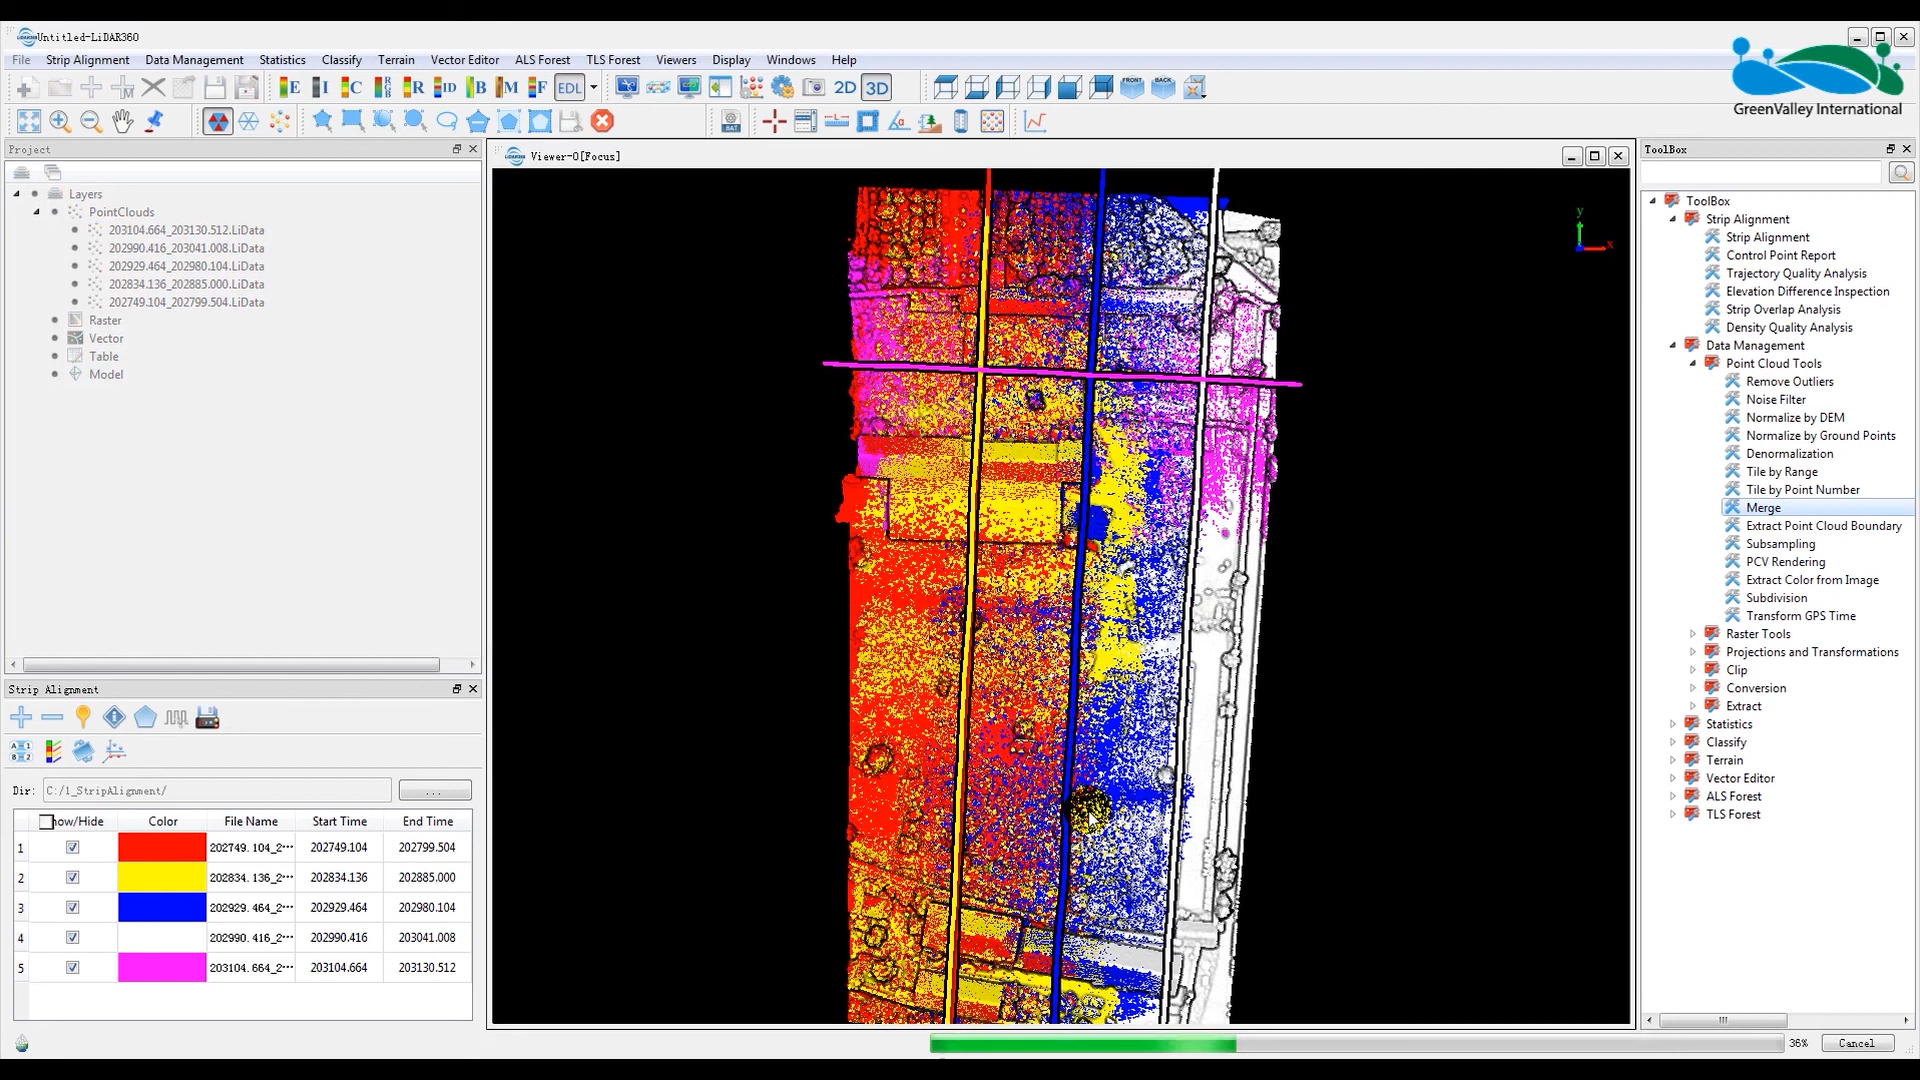 Untitled-LiDAR360
File Strip Alignment Data Management Statistics Classify Terrain Vector Editor ALS Forest TLS Forest Viewers Display Windows Help
GreenValley International
E I C R ID B M F EDL 2D 3D FRONT BACK
BAT
Project
Viewer-0[Focus]
ToolBox
Layers
PointClouds
203104.664_203130.512.LiData
202990.416_203041.008.LiData
202929.464_202980.104.LiData
202834.136_202885.000.LiData
202749.104_202799.504.LiData
Raster
Vector
Table
Model
y
x
ToolBox
Strip Alignment
Strip Alignment
Control Point Report
Trajectory Quality Analysis
Elevation Difference Inspection
Strip Overlap Analysis
Density Quality Analysis
Data Management
Point Cloud Tools
Remove Outliers
Noise Filter
Normalize by DEM
Normalize by Ground Points
Denormalization
Tile by Range
Tile by Point Number
Merge
Extract Point Cloud Boundary
Subsampling
PCV Rendering
Extract Color from Image
Subdivision
Transform GPS Time
Raster Tools
Projections and Transformations
Clip
Conversion
Extract
Statistics
Classify
Terrain
Vector Editor
ALS Forest
TLS Forest
Strip Alignment
Dir: C:/1_StripAlignment/ ...
how/Hide Color File Name Start Time End Time
1 202749.104_2··· 202749.104 202799.504
2 202834.136_2··· 202834.136 202885.000
3 202929.464_2··· 202929.464 202980.104
4 202990.416_2··· 202990.416 203041.008
5 203104.664_2··· 203104.664 203130.512
36% Cancel